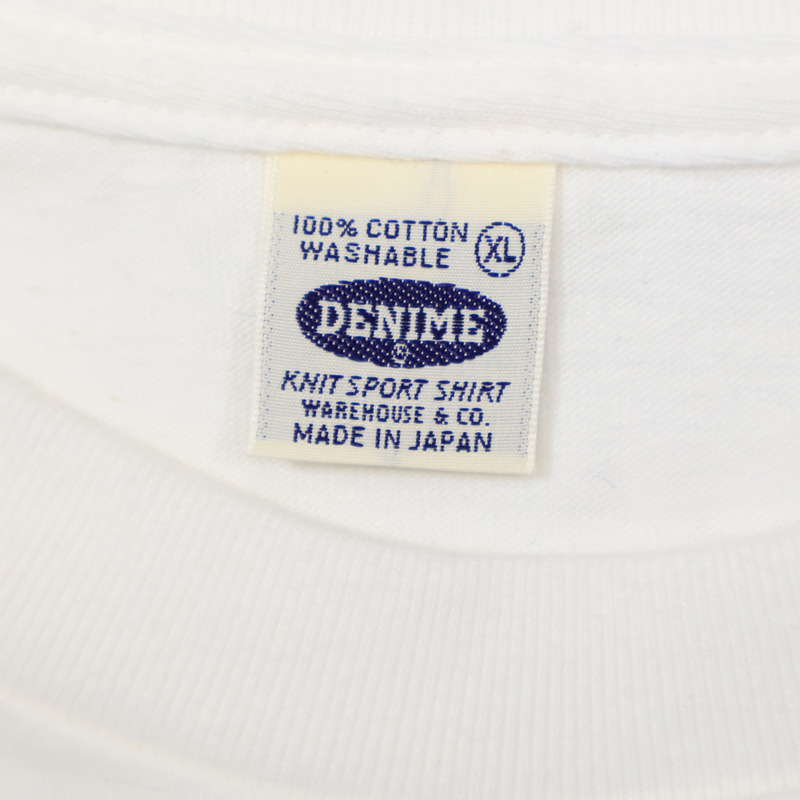 100% COTTON
WASHABLE
XL
DENIME
KNIT SPORT SHIRT
WAREHOUSE & CO.
MADE IN JAPAN